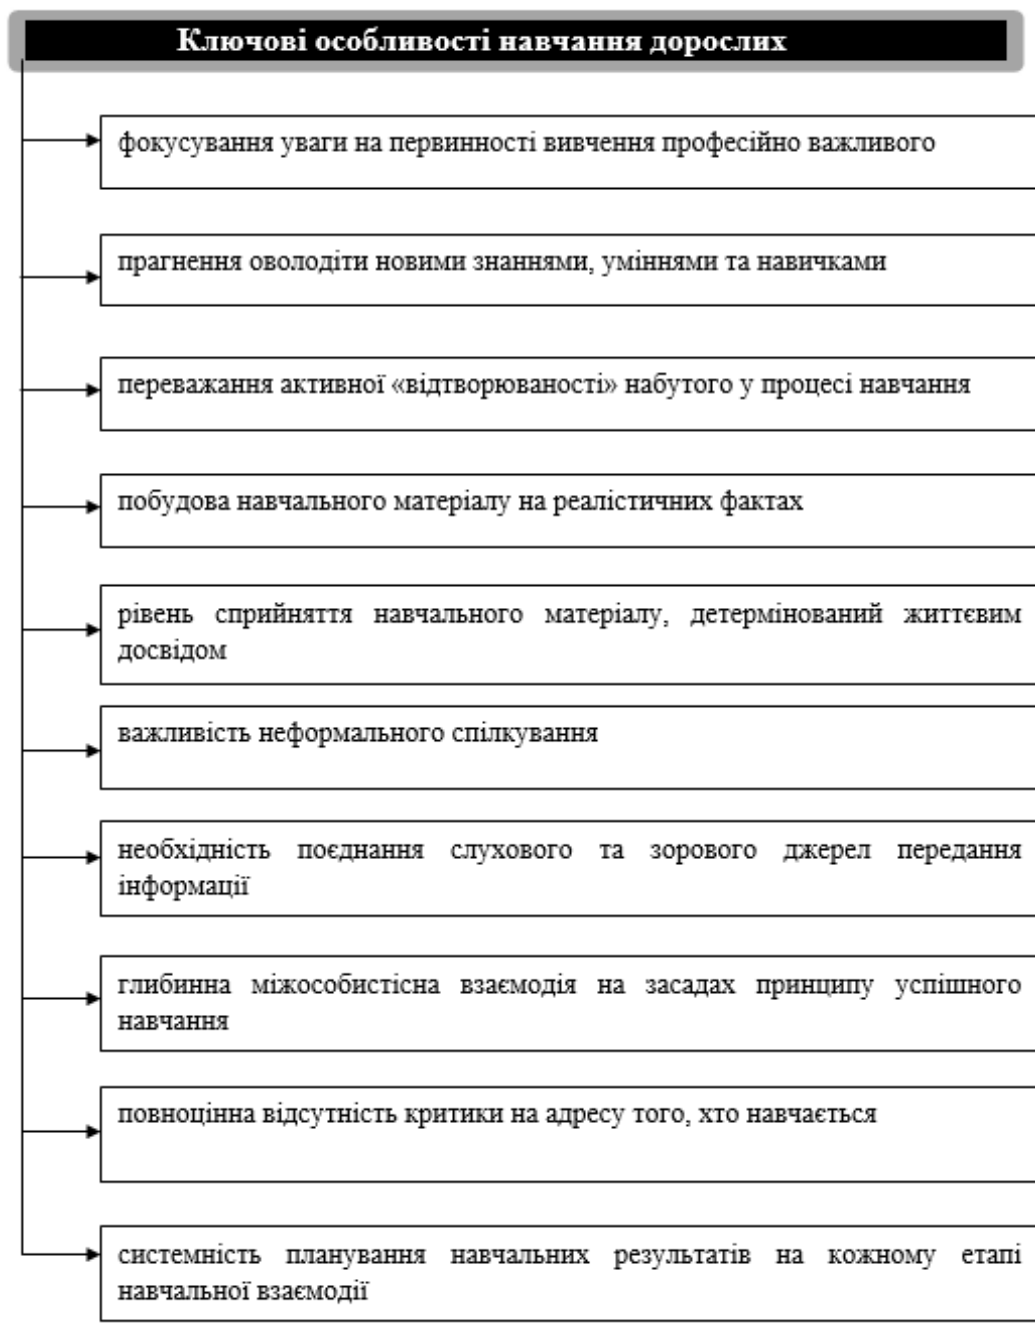 Ключові особливості навчання дорослих
фокусування уваги на первинності вивчення професійно важливого
прагнення оволодіти новими знаннями, уміннями та навичками
переважання активної «відтворюваності» набутого у процесі навчання
побудова навчального матеріалу на реалістичних фактах
рівень сприйняття навчального матеріалу, детермінований життєвим
досвідом
важливість неформального спілкування
необхідність поєднання слухового та зорового джерел передання
інформації
глибинна міжособистісна взаємодія на засадах принципу успішного
навчання
повноцінна відсутність критики на адресу того, хто навчається
системність планування навчальних результатів на кожному етапі
навчальної взаємодії